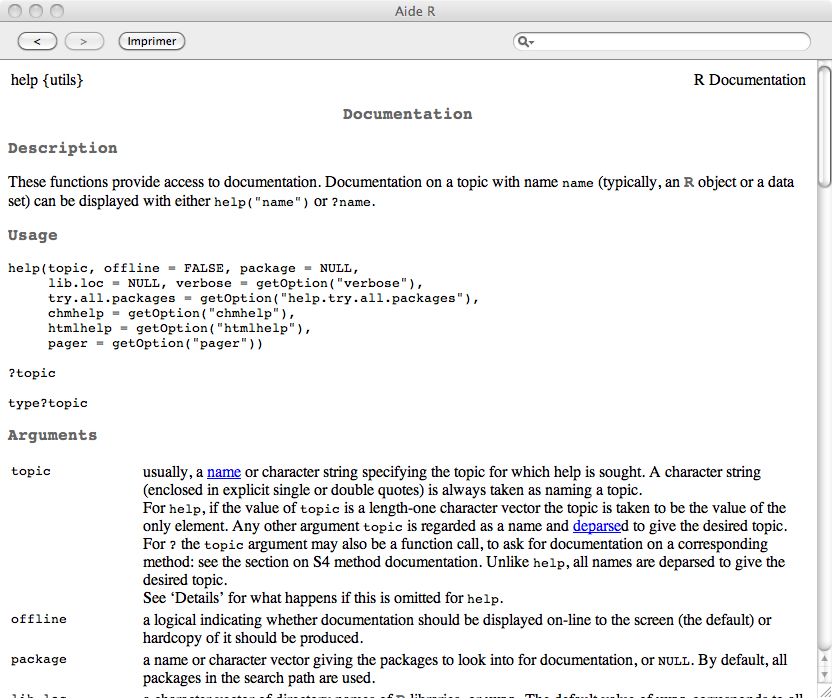 Aide R
< > Imprimer
help {utils} R Documentation
Documentation
Description
These functions provide access to documentation. Documentation on a topic with name name (typically, an R object or a data
set) can be displayed with either help("name") or ?name.
Usage
help(topic, offline = FALSE, package = NULL,
lib.loc = NULL, verbose = getOption("verbose"),
try.all.packages = getOption("help.try.all.packages"),
chmhelp = getOption("chmhelp"),
htmlhelp = getOption("htmlhelp"),
pager = getOption("pager"))
?topic
type?topic
Arguments
topic usually, a name or character string specifying the topic for which help is sought. A character string
(enclosed in explicit single or double quotes) is always taken as naming a topic.
For help, if the value of topic is a length-one character vector the topic is taken to be the value of the
only element. Any other argument topic is regarded as a name and deparsed to give the desired topic.
For ? the topic argument may also be a function call, to ask for documentation on a corresponding
method: see the section on S4 method documentation. Unlike help, all names are deparsed to give the
desired topic.
See ‘Details’ for what happens if this is omitted for help.
offline a logical indicating whether documentation should be displayed on-line to the screen (the default) or
hardcopy of it should be produced.
package a name or character vector giving the packages to look into for documentation, or NULL. By default, all
packages in the search path are used.